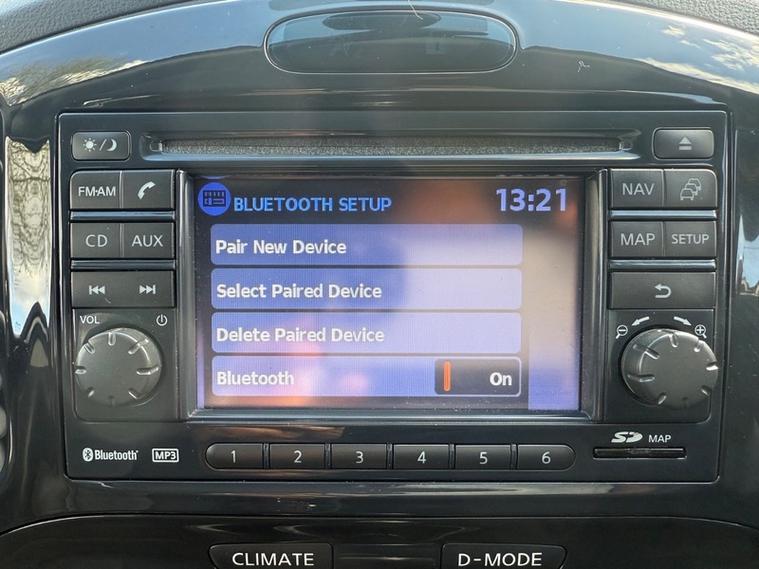 FM·AM
CD AUX
VOL
BLUETOOTH SETUP 13:21
Pair New Device
Select Paired Device
Delete Paired Device
Bluetooth On
NAV
MAP SETUP
Bluetooth MP3
1 2 3 4 5 6
SD MAP
CLIMATE D-MODE